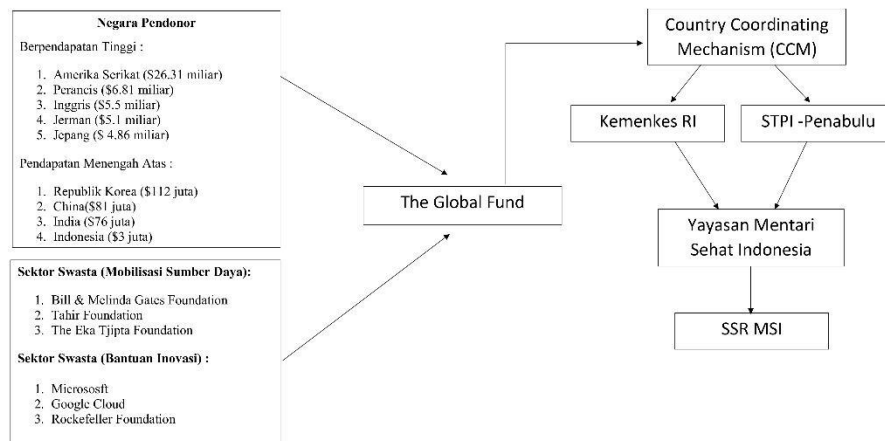 Negara Pendonor
Berpendapatan Tinggi :
1. Amerika Serikat ($26.31 miliar)
2. Perancis ($6.81 miliar)
3. Inggris ($5.5 miliar)
4. Jerman ($5.1 miliar)
5. Jepang ($ 4.86 miliar)
Pendapatan Menengah Atas :
1. Republik Korea ($112 juta)
2. China($81 juta)
3. India ($76 juta)
4. Indonesia ($3 juta)
Sektor Swasta (Mobilisasi Sumber Daya):
1. Bill & Melinda Gates Foundation
2. Tahir Foundation
3. The Eka Tjipta Foundation
Sektor Swasta (Bantuan Inovasi) :
1. Micrososft
2. Google Cloud
3. Rockefeller Foundation
The Global Fund
Country Coordinating
Mechanism (CCM)
Kemenkes RI
STPI -Penabulu
Yayasan Mentari
Sehat Indonesia
SSR MSI